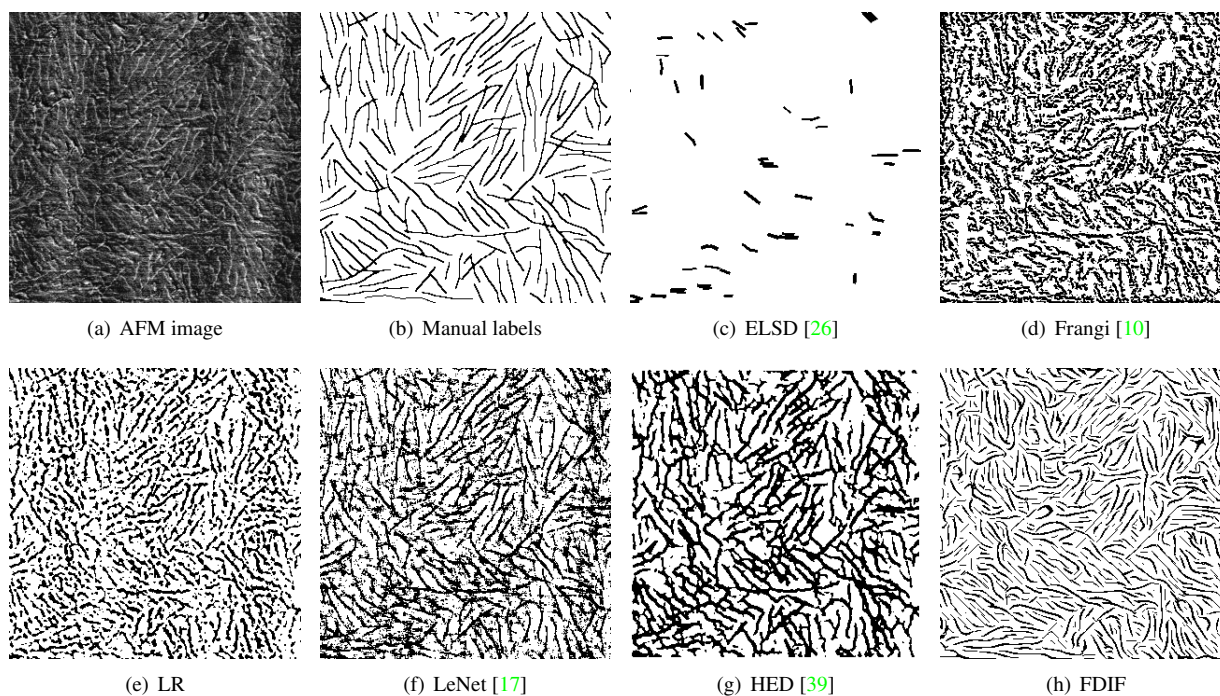 (a) AFM image
(b) Manual labels
(c) ELSD [26]
(d) Frangi [10]
(e) LR
(f) LeNet [17]
(g) HED [39]
(h) FDIF